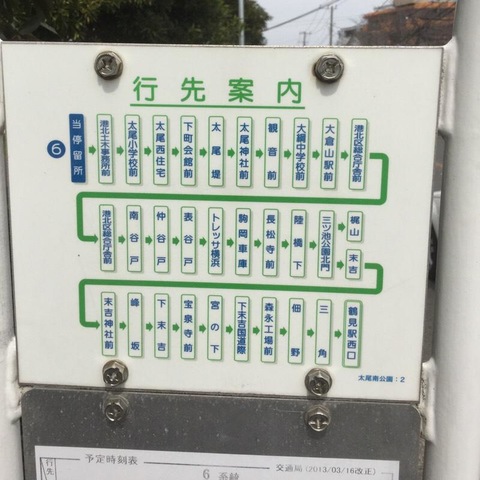 行先案内
6
当停留所
港北土木事務所前
太尾小学校前
太尾西住宅
下町会館前
太尾堤
太尾神社前
観音前
大綱中学校前
大倉山駅前
港北区総合庁舎前
港北区総合庁舎前
南谷戸
仲谷戸
表谷戸
トレッサ横浜
駒岡車庫
長松寺前
陸橋下
三ツ池公園北門
梶山
末吉
末吉神社前
峰坂
下末吉
宝泉寺前
宮の下
下末吉国道際
森永工場前
佃野
三角
鶴見駅西口
太尾南公園：2
行先
予定時刻表
交通局（2013/03/16改正）
6 系統